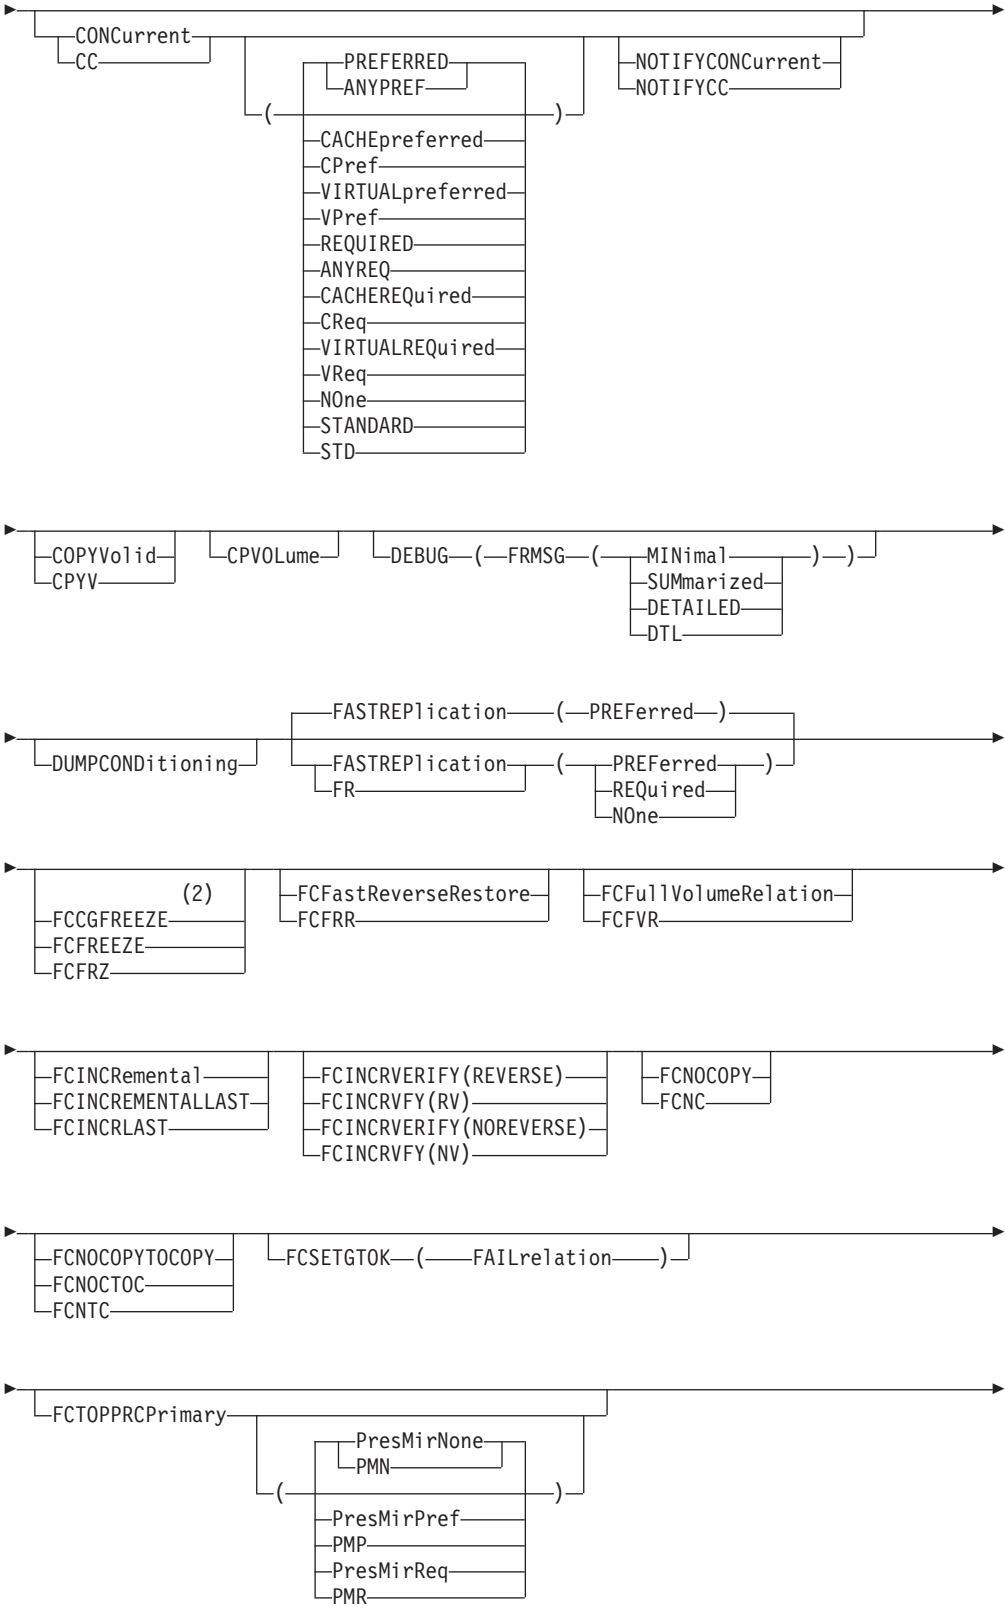 CONCurrent
CC
( PREFERRED )
ANYPREF
CACHEpreferred
CPref
VIRTUALpreferred
VPref
REQUIRED
ANYREQ
CACHEREQuired
CReq
VIRTUALREQuired
VReq
NOne
STANDARD
STD
NOTIFYCONCurrent
NOTIFYCC
COPYVolid
CPYV
CPVOLume
DEBUG ( FRMSG ( MINimal ) )
SUMmarized
DETAILED
DTL
DUMPCONDitioning
FASTREPlication ( PREFerred )
FASTREPlication ( PREFerred )
FR
REQuired
NOne
(2)
FCCGFREEZE
FCFREEZE
FCFRZ
FCFastReverseRestore
FCFRR
FCFullVolumeRelation
FCFVR
FCINCRemental
FCINCREMENTALLAST
FCINCRLAST
FCINCRVERIFY(REVERSE)
FCINCRVFY(RV)
FCINCRVERIFY(NOREVERSE)
FCINCRVFY(NV)
FCNOCOPY
FCNC
FCNOCOPYTOCOPY
FCNOCTOC
FCNTC
FCSETGTOK ( FAILrelation )
FCTOPPRCPrimary
( PresMirNone )
PMN
PresMirPref
PMP
PresMirReq
PMR